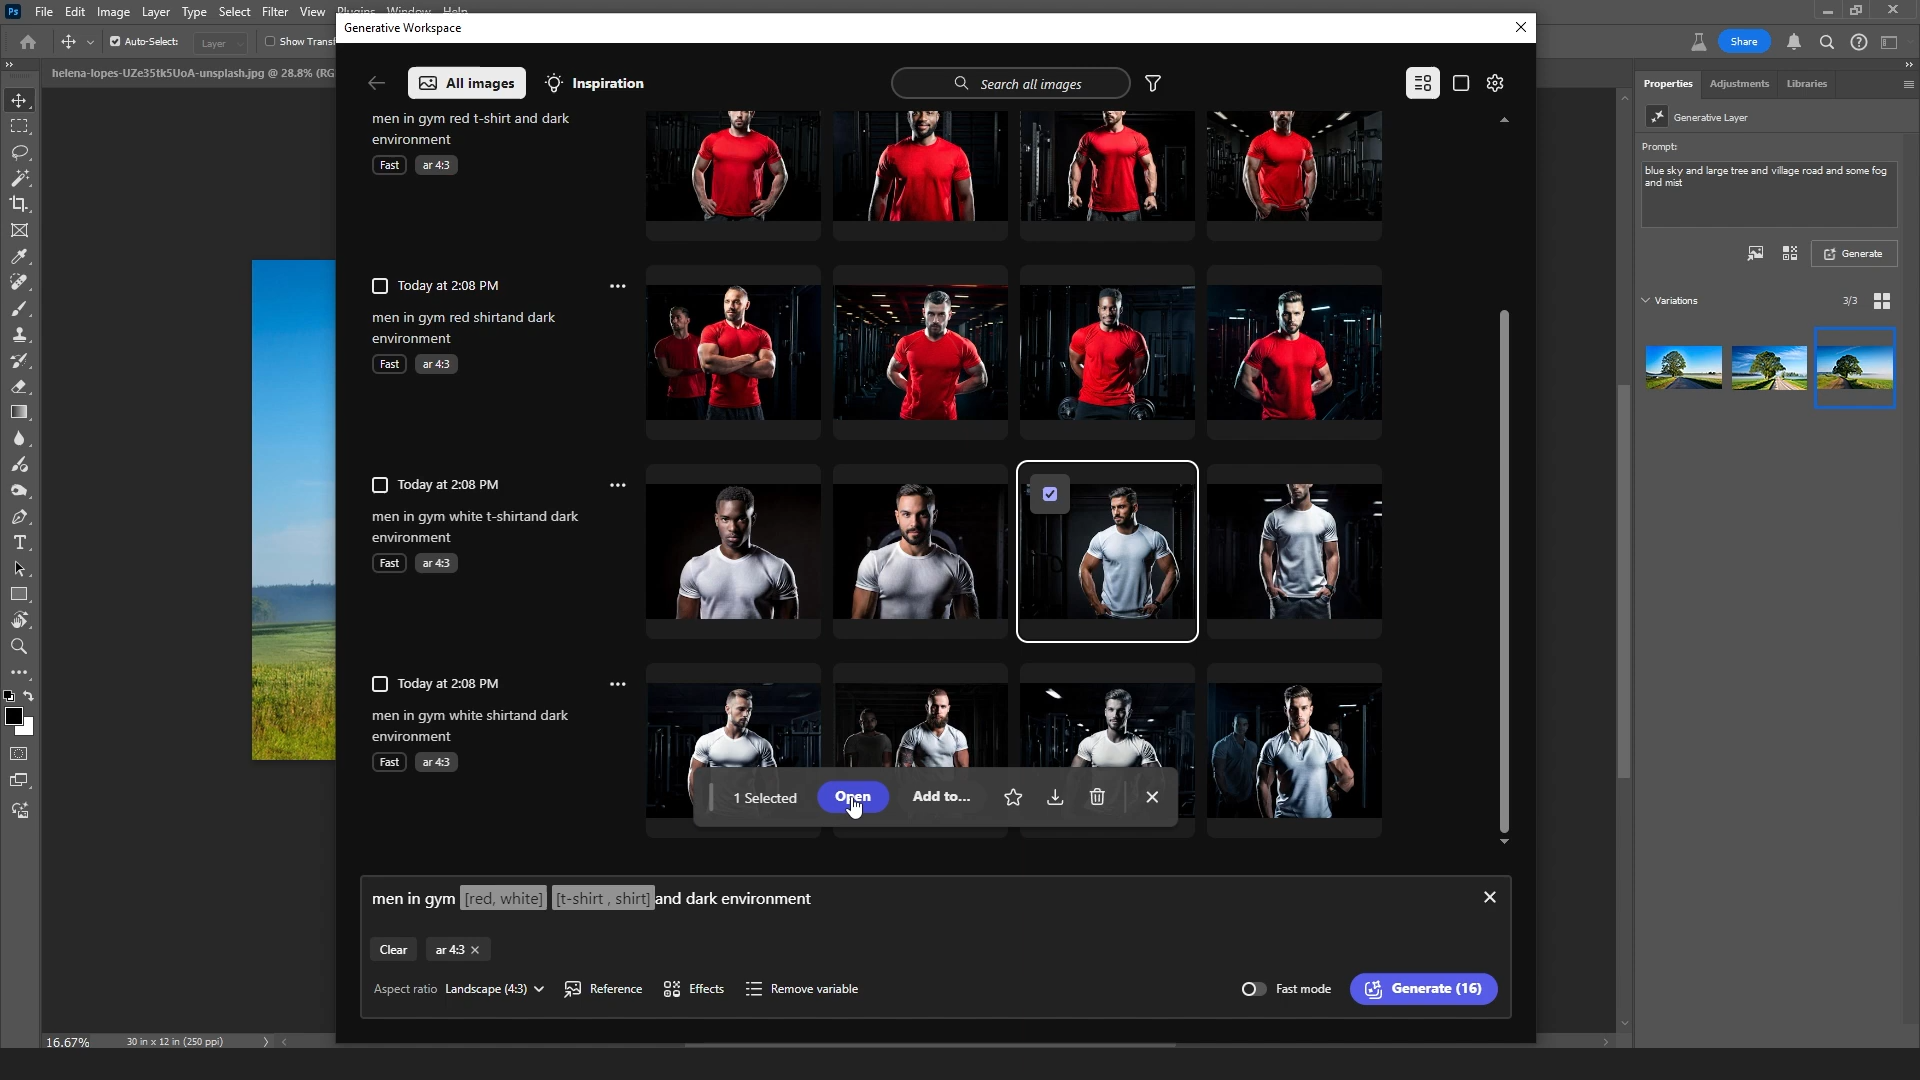 Ps File Edit Image Layer Type Select Filter View Plugins Window Help
Auto-Select: Layer Show Transf
Share
helena-lopes-UZe35tk5UoA-unsplash.jpg @ 28.8% (RG
Generative Workspace
All images Inspiration Search all images
men in gym red t-shirt and dark
environment
Fast ar 4:3
Today at 2:08 PM
men in gym red shirtand dark
environment
Fast ar 4:3
Today at 2:08 PM
men in gym white t-shirtand dark
environment
Fast ar 4:3
Today at 2:08 PM
men in gym white shirtand dark
environment
Fast ar 4:3
1 Selected Open Add to...
men in gym [red, white] [t-shirt , shirt]and dark environment
Clear ar 4:3
Aspect ratio Landscape (4:3) Reference Effects Remove variable Fast mode Generate (16)
Properties Adjustments Libraries
Generative Layer
Prompt:
blue sky and large tree and village road and some fog
and mist
Generate
Variations 3/3
16.67% 30 in x 12 in (250 ppi)